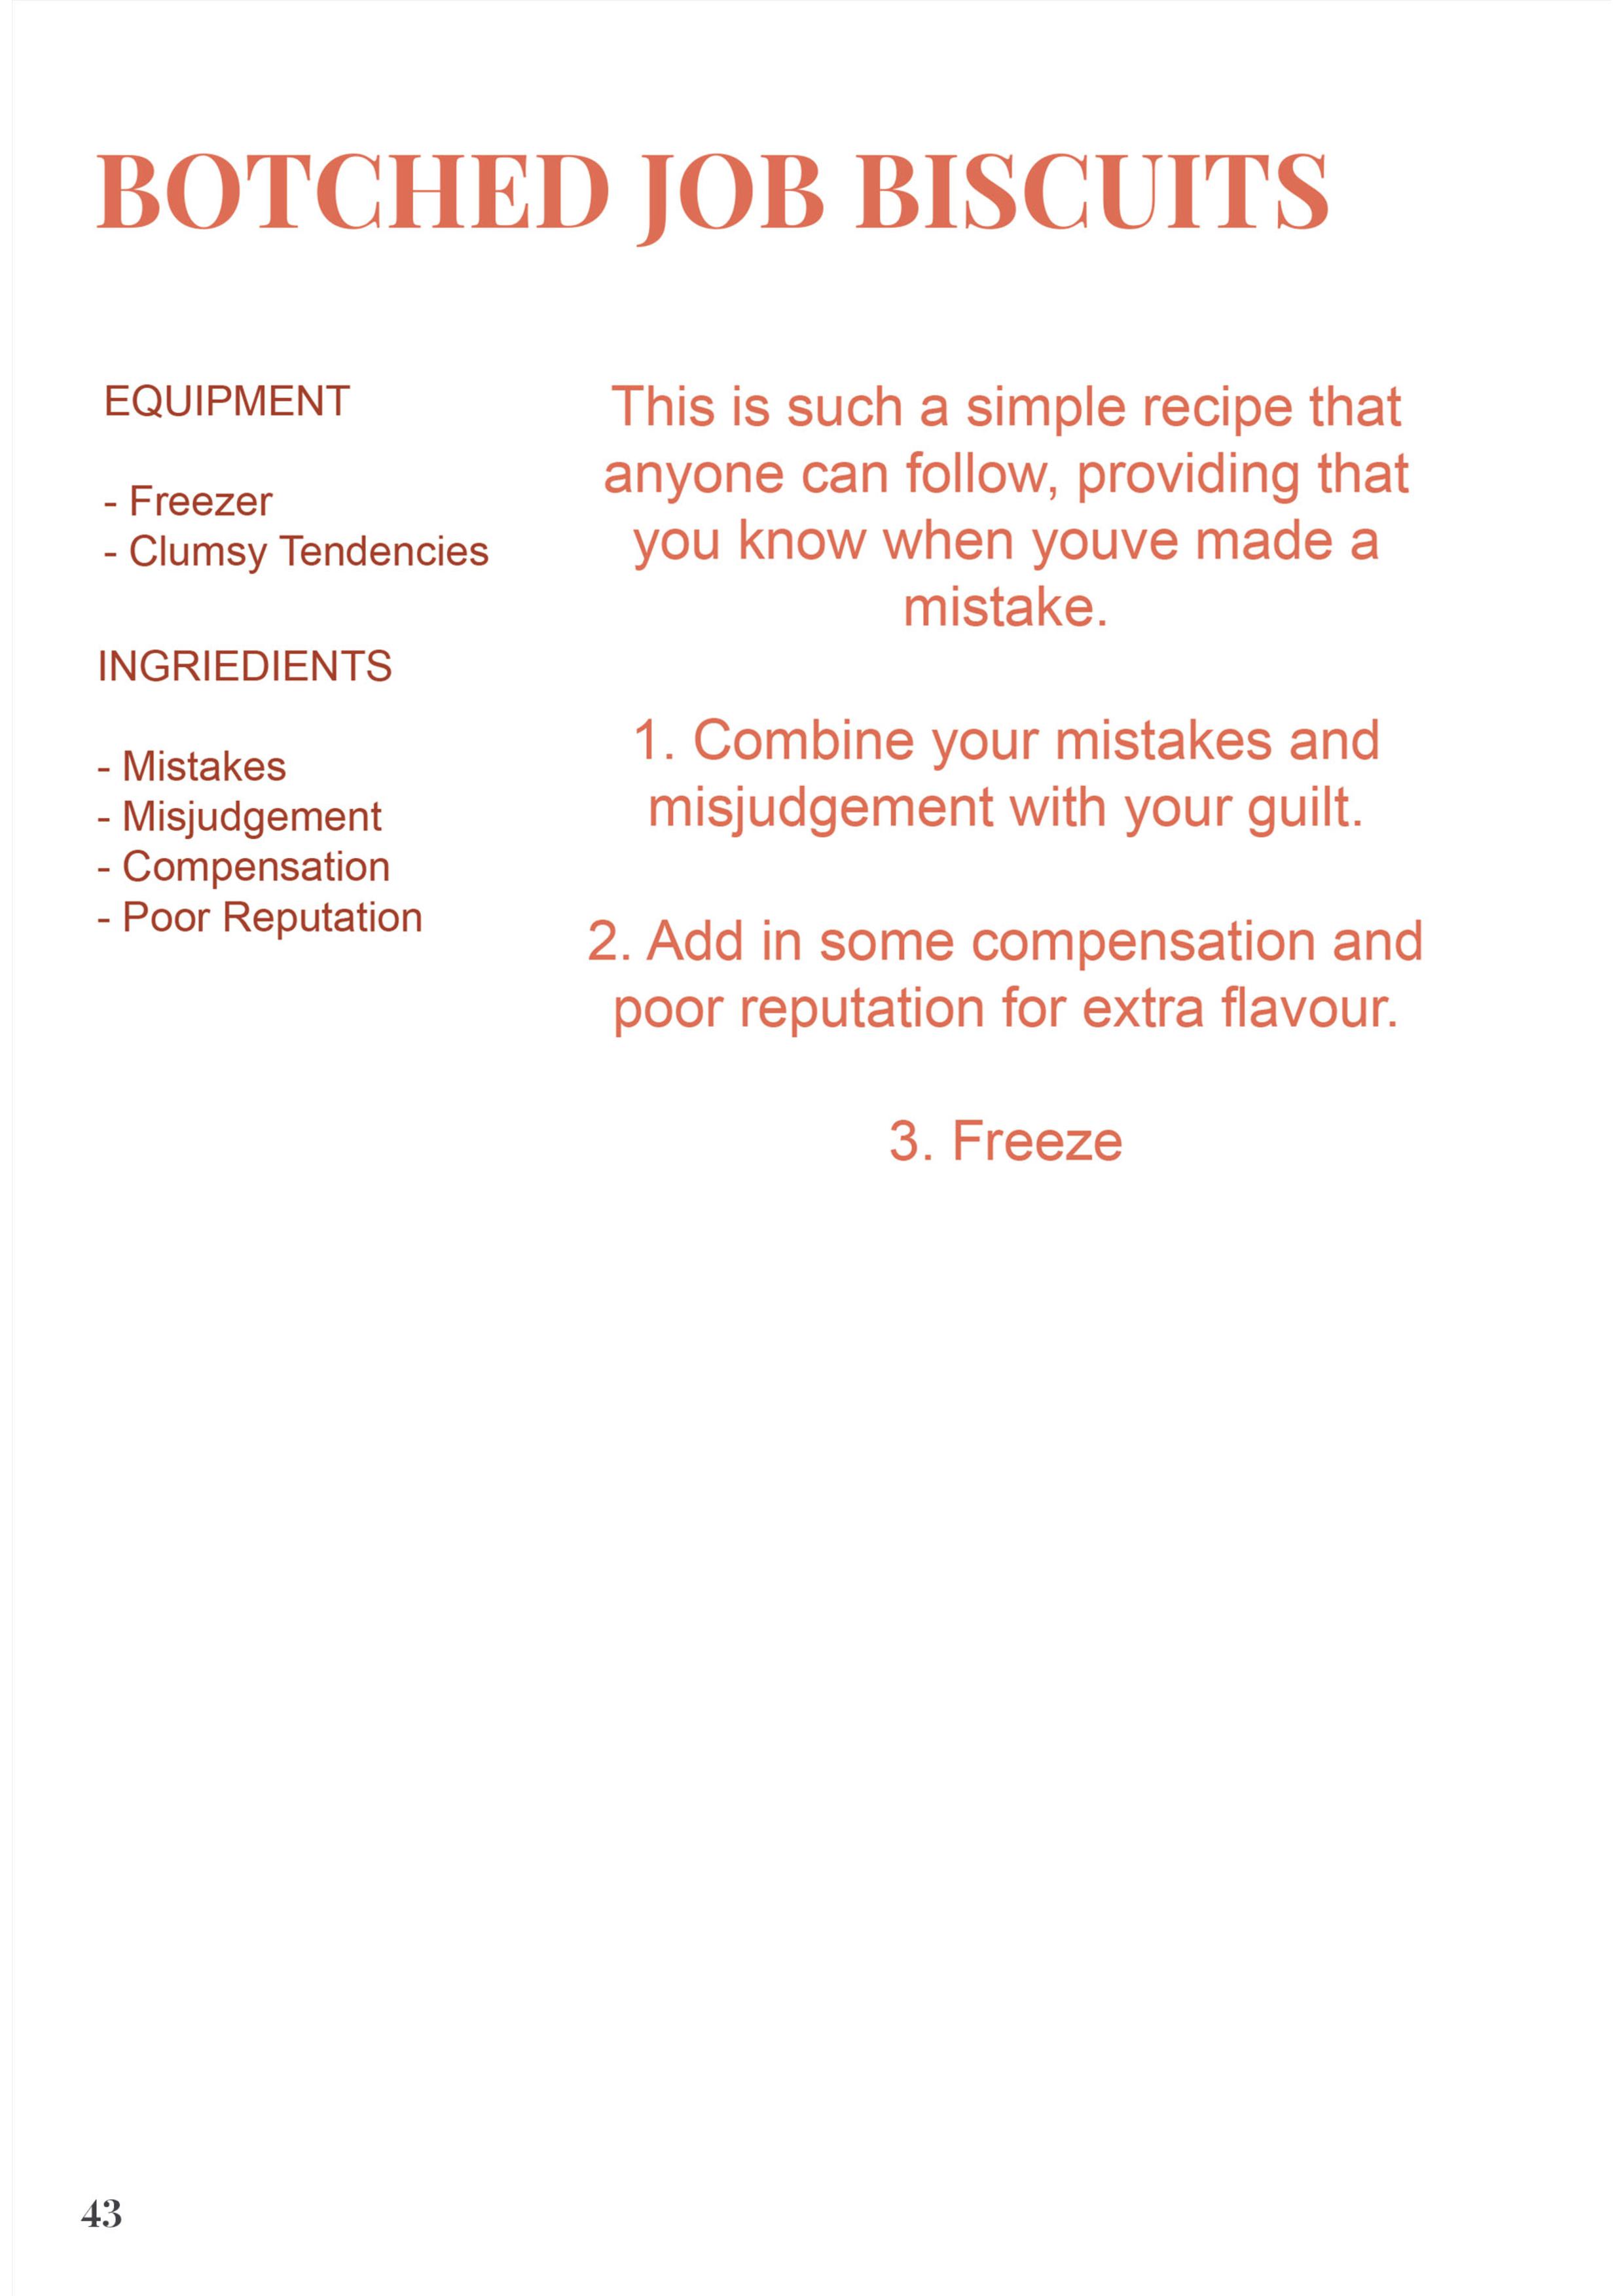 BOTCHED JOB BISCUITS
EQUIPMENT
- Freezer
- Clumsy Tendencies
INGRIEDIENTS
- Mistakes
- Misjudgement
- Compensation
- Poor Reputation
This is such a simple recipe that
anyone can follow, providing that
you know when youve made a
mistake.
1. Combine your mistakes and
misjudgement with your guilt.
2. Add in some compensation and
poor reputation for extra flavour.
3. Freeze
43